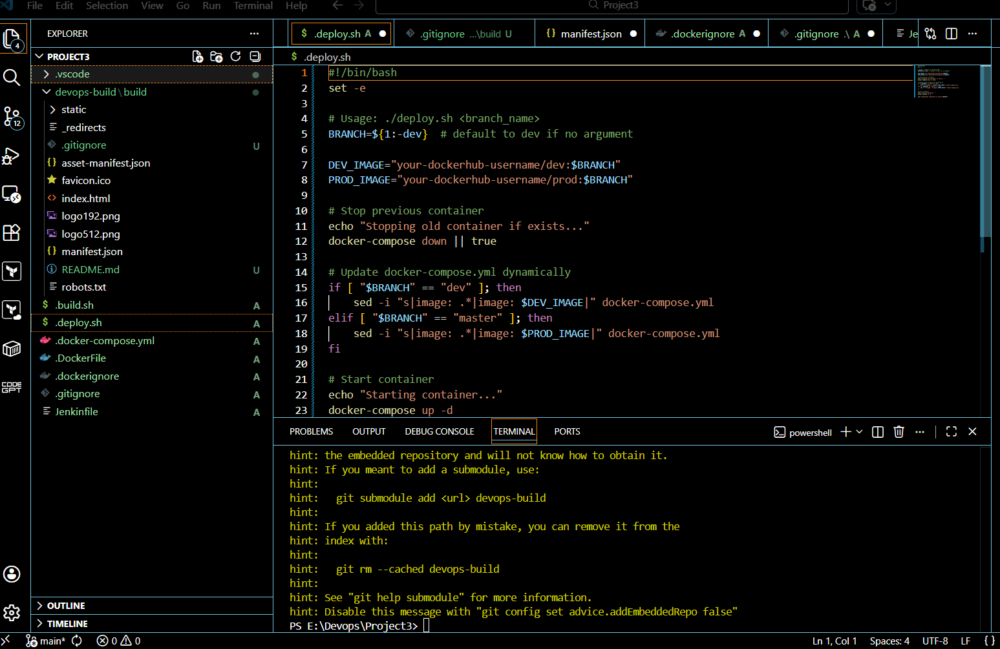 File Edit Selection View Go Run Terminal Help
Project3
EXPLORER
4
PROJECT3
.vscode
devops-build\build
static
_redirects
.gitignore U
asset-manifest.json
favicon.ico
index.html
logo192.png
logo512.png
manifest.json
README.md U
robots.txt
.build.sh A
.deploy.sh A
.docker-compose.yml A
.DockerFile A
.dockerignore A
.gitignore A
Jenkinfile A
12
CODE
GPT
OUTLINE
TIMELINE
$ .deploy.sh A
.gitignore ...\build U
{} manifest.json
.dockerignore A
.gitignore .\ A
Je
$ .deploy.sh
1 #!/bin/bash
2 set -e
3
4 # Usage: ./deploy.sh <branch_name>
5 BRANCH=${1:-dev}  # default to dev if no argument
6
7 DEV_IMAGE="your-dockerhub-username/dev:$BRANCH"
8 PROD_IMAGE="your-dockerhub-username/prod:$BRANCH"
9
10 # Stop previous container
11 echo "Stopping old container if exists..."
12 docker-compose down || true
13
14 # Update docker-compose.yml dynamically
15 if [ "$BRANCH" == "dev" ]; then
16     sed -i "s|image: .*|image: $DEV_IMAGE|" docker-compose.yml
17 elif [ "$BRANCH" == "master" ]; then
18     sed -i "s|image: .*|image: $PROD_IMAGE|" docker-compose.yml
19 fi
20
21 # Start container
22 echo "Starting container..."
23 docker-compose up -d
PROBLEMS OUTPUT DEBUG CONSOLE TERMINAL PORTS
powershell
hint: the embedded repository and will not know how to obtain it.
hint: If you meant to add a submodule, use:
hint:
hint:   git submodule add <url> devops-build
hint:
hint: If you added this path by mistake, you can remove it from the
hint: index with:
hint:
hint:   git rm --cached devops-build
hint:
hint: See "git help submodule" for more information.
hint: Disable this message with "git config set advice.addEmbeddedRepo false"
PS E:\Devops\Project3>
main* 0 0
Ln 1, Col 1 Spaces: 4 UTF-8 LF {}